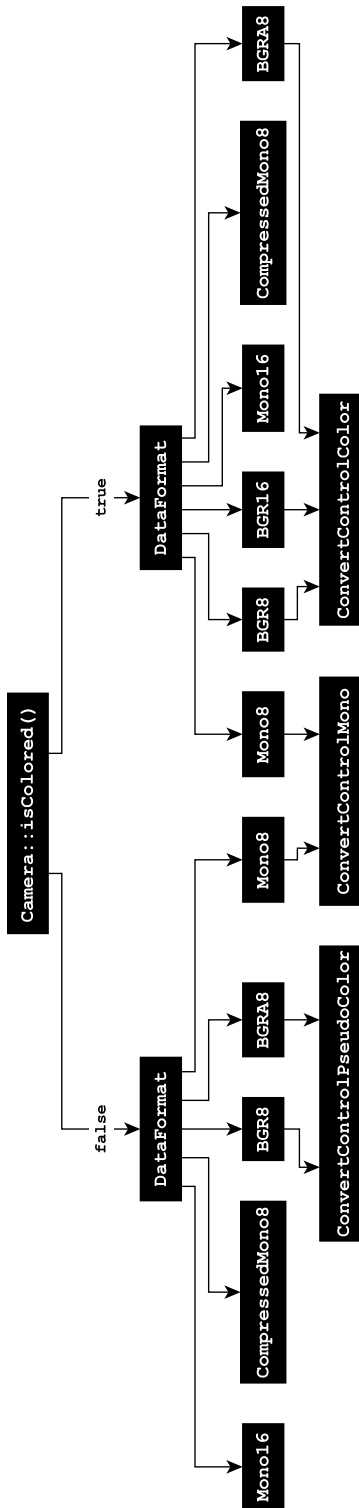 Camera::isColored()
false
true
DataFormat
DataFormat
Mono16
CompressedMono8
BGR8
BGRA8
Mono8
Mono8
BGR8
BGR16
Mono16
CompressedMono8
BGRA8
ConvertControlPseudoColor
ConvertControlMono
ConvertControlColor